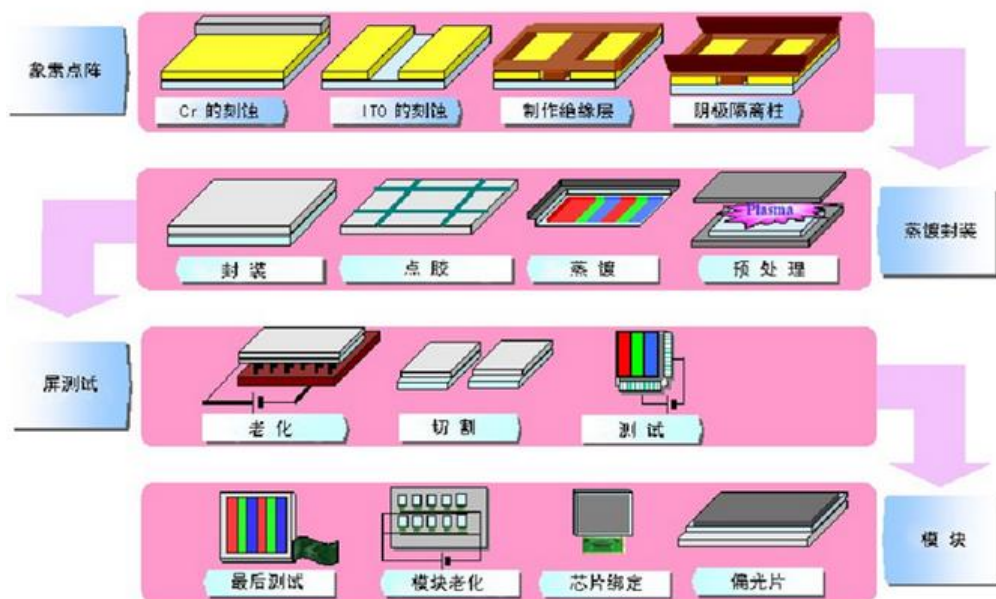 象素点阵
Cr 的刻蚀
ITO 的刻蚀
制作绝缘层
阴极隔离柱
蒸镀封装
封装
点胶
蒸镀
预处理
Plasma
屏测试
老化
切割
测试
模块
最后测试
模块老化
芯片绑定
偏光片